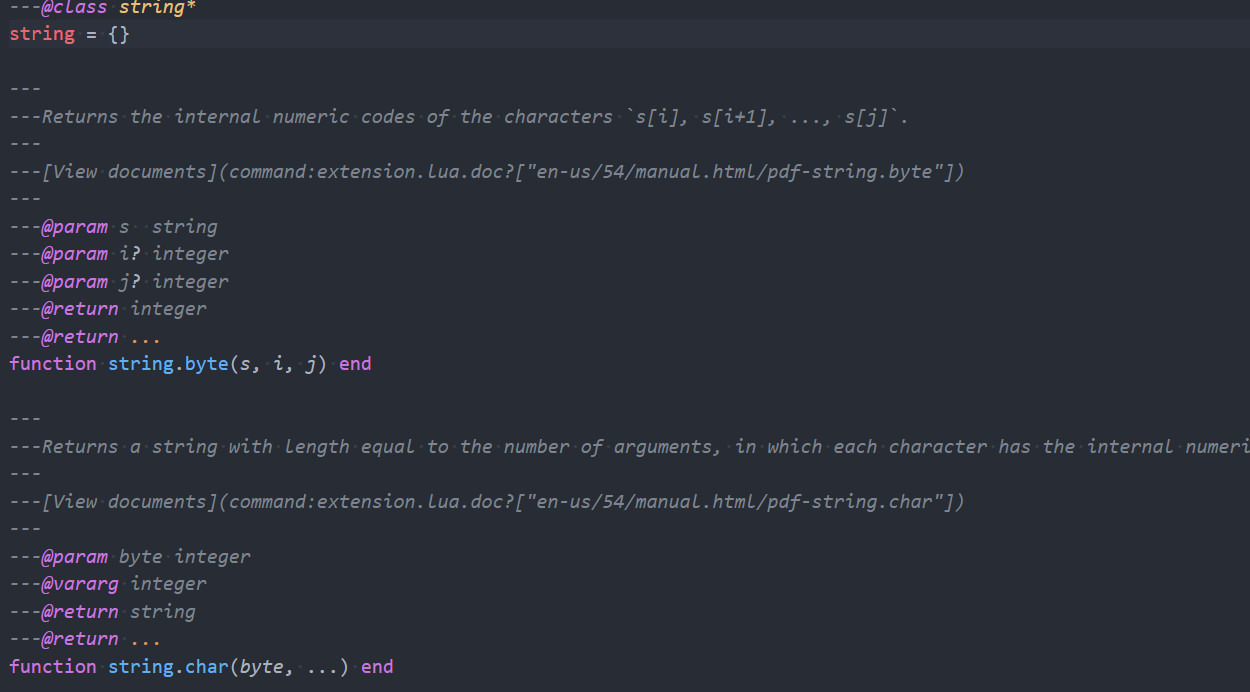 ---@class string*
string = {}
---
---Returns the internal numeric codes of the characters `s[i], s[i+1], ..., s[j]`.
---
---[View documents](command:extension.lua.doc?["en-us/54/manual.html/pdf-string.byte"])
---
---@param s  string
---@param i? integer
---@param j? integer
---@return integer
---@return ...
function string.byte(s, i, j) end
---
---Returns a string with length equal to the number of arguments, in which each character has the internal numeri
---
---[View documents](command:extension.lua.doc?["en-us/54/manual.html/pdf-string.char"])
---
---@param byte integer
---@vararg integer
---@return string
---@return ...
function string.char(byte, ...) end